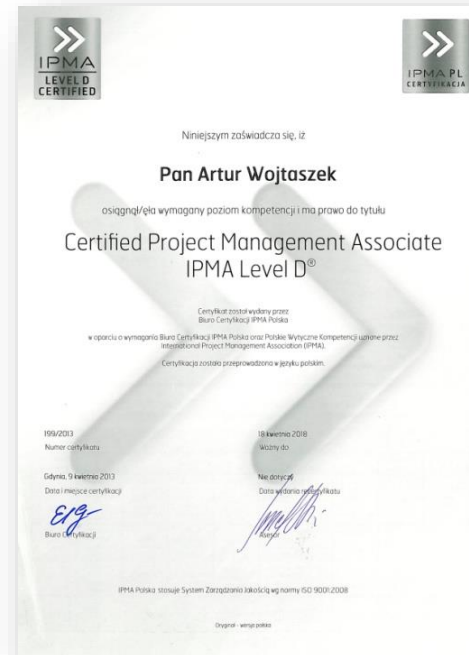 IPMA
LEVEL D
CERTIFIED
IPMA PL
CERTYFIKACJA
Niniejszym zaświadcza się, iż
Pan Artur Wojtaszek
osiągnął/ęła wymagany poziom kompetencji i ma prawo do tytułu
Certified Project Management Associate
IPMA Level D®
Certyfikat został wydany przez
Biuro Certyfikacji IPMA Polska
w oparciu o wymagania Biura Certyfikacji IPMA Polska oraz Polskie Wytyczne Kompetencji uznane przez
International Project Management Association (IPMA).
Certyfikacja została przeprowadzona w języku polskim.
199/2013
Numer certyfikatu
18 kwietnia 2018
Ważny do
Gdynia, 9 kwietnia 2013
Data i miejsce certyfikacji
Nie dotyczy
Data wydania recertyfikatu
Biuro Certyfikacji
Asesor
IPMA Polska stosuje System Zarządzania Jakością wg normy ISO 9001:2008
Oryginał - wersja polska